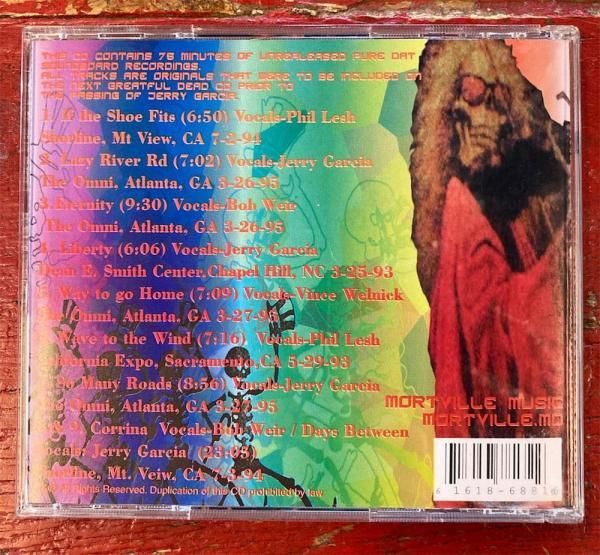 THIS CD CONTAINS 76 MINUTES OF UNREALEASED PURE DAT
SOUNDBOARD RECORDINGS.
ALL TRACKS ARE ORIGINALS THAT WERE TO BE INCLUDED ON
THE NEXT GREATFUL DEAD CD PRIOR TO
THE PASSING OF JERRY GARCIA.
1. If the Shoe Fits (6:50) Vocals-Phil Lesh
Shorline, Mt View, CA 7-2-94
2. Lazy River Rd (7:02) Vocals-Jerry Garcia
The Omni, Atlanta, GA 3-26-95
3.Eternity (9:30) Vocals-Bob Weir
The Omni, Atlanta, GA 3-26-95
4. Liberty (6:06) Vocals-Jerry Garcia
Dean E. Smith Center,Chapel Hill, NC 3-25-93
5. Way to go Home (7:09) Vocals-Vince Welnick
The Omni, Atlanta, GA 3-27-95
Wave to the Wind (7:16) Vocals-Phil Lesh
California Expo, Sacramento,CA 5-29-93
So Many Roads (8:56) Vocals-Jerry Garcia
The Omni, Atlanta, GA 3-27-95
& 9. Corrina Vocals-Bob Weir / Days Between
Vocals: Jerry Garcia (23:08)
Shorline, Mt. Veiw, CA 7-3-94
Rights Reserved. Duplication of this CD prohibited by law
MORTVILLE MUSIC
MORTVILLE.MO
6 1618-6881